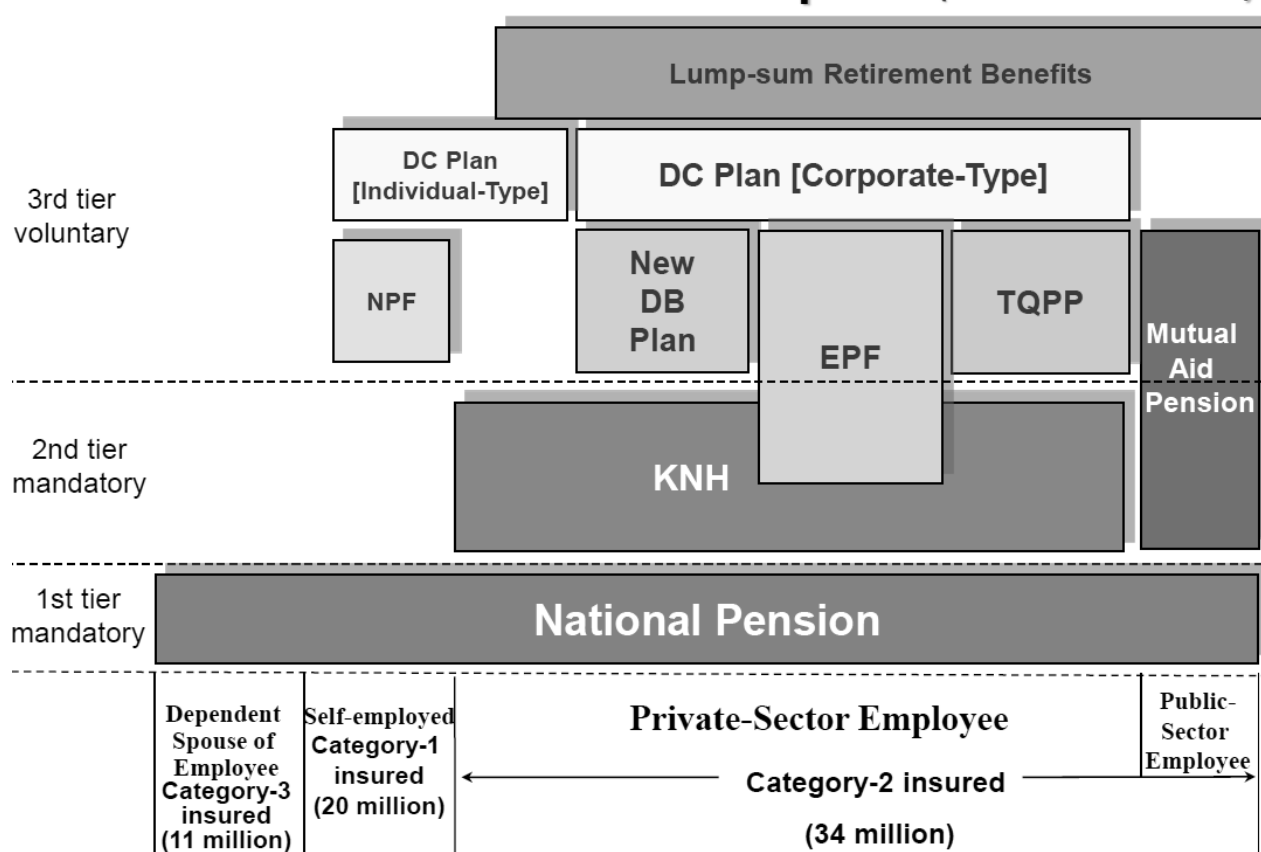 Lump-sum Retirement Benefits
DC Plan
[Individual-Type]
DC Plan [Corporate-Type]
3rd tier
voluntary
NPF
New
DB
Plan
EPF
TQPP
Mutual
Aid
Pension
2nd tier
mandatory
KNH
1st tier
mandatory
National Pension
Dependent
Spouse of
Employee
Category-3
insured
(11 million)
Self-employed
Category-1
insured
(20 million)
Private-Sector Employee
Public-
Sector
Employee
Category-2 insured
(34 million)